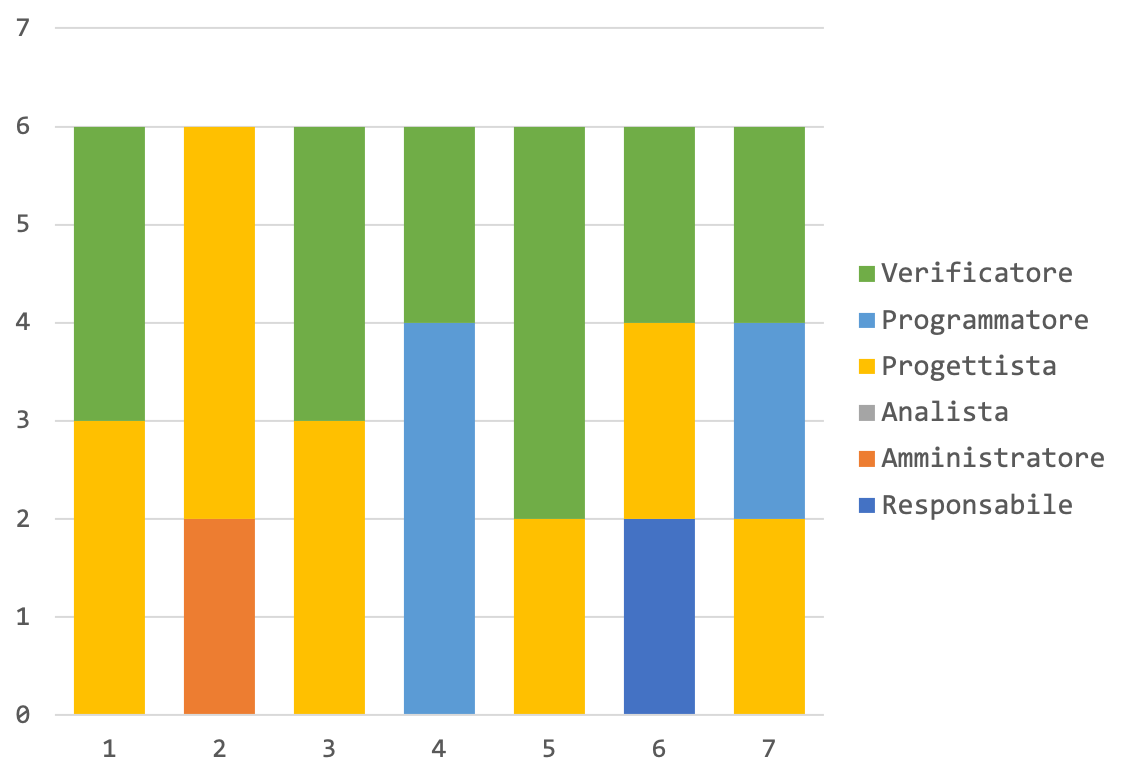 7
6
5
4
3
2
1
0
1 2 3 4 5 6 7
Verificatore
Programmatore
Progettista
Analista
Amministratore
Responsabile